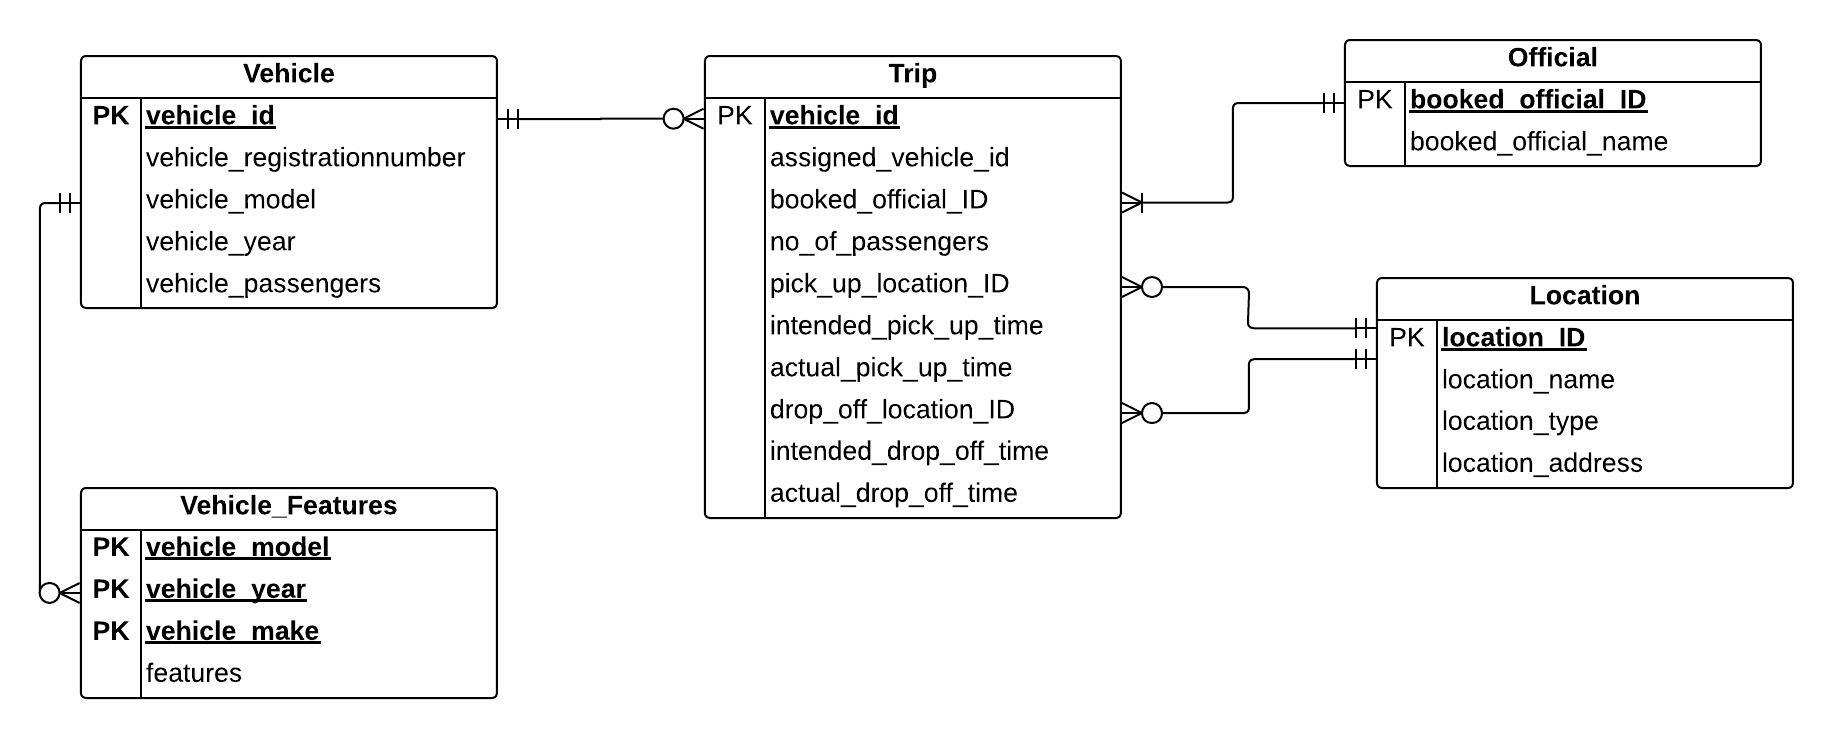 Vehicle
PK vehicle_id
vehicle_registrationnumber
vehicle_model
vehicle_year
vehicle_passengers
Vehicle_Features
PK vehicle_model
PK vehicle_year
PK vehicle_make
features
Trip
PK vehicle_id
assigned_vehicle_id
booked_official_ID
no_of_passengers
pick_up_location_ID
intended_pick_up_time
actual_pick_up_time
drop_off_location_ID
intended_drop_off_time
actual_drop_off_time
Official
PK booked_official_ID
booked_official_name
Location
PK location_ID
location_name
location_type
location_address